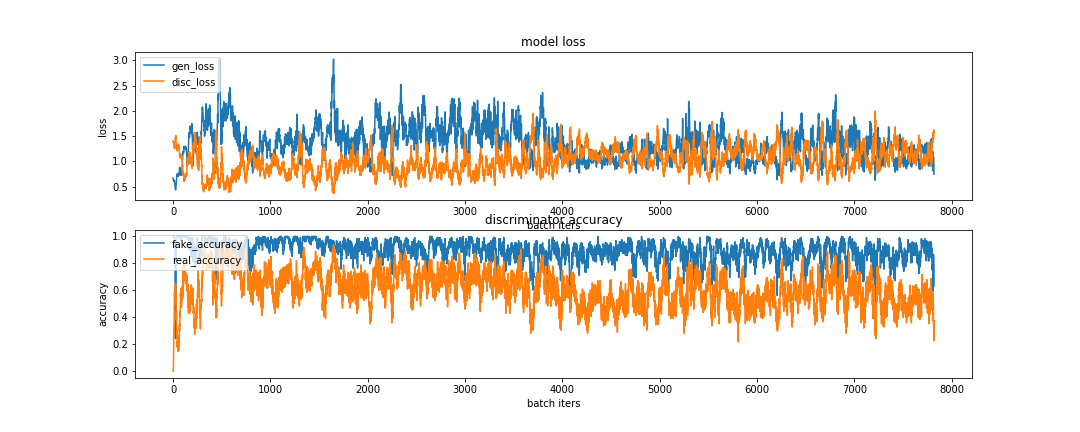 model loss
gen_loss
disc_loss
loss
3.0
2.5
2.0
1.5
1.0
0.5
0 1000 2000 3000 4000 5000 6000 7000 8000
batch iters
discriminator accuracy
fake_accuracy
real_accuracy
accuracy
1.0
0.8
0.6
0.4
0.2
0.0
0 1000 2000 3000 4000 5000 6000 7000 8000
batch iters